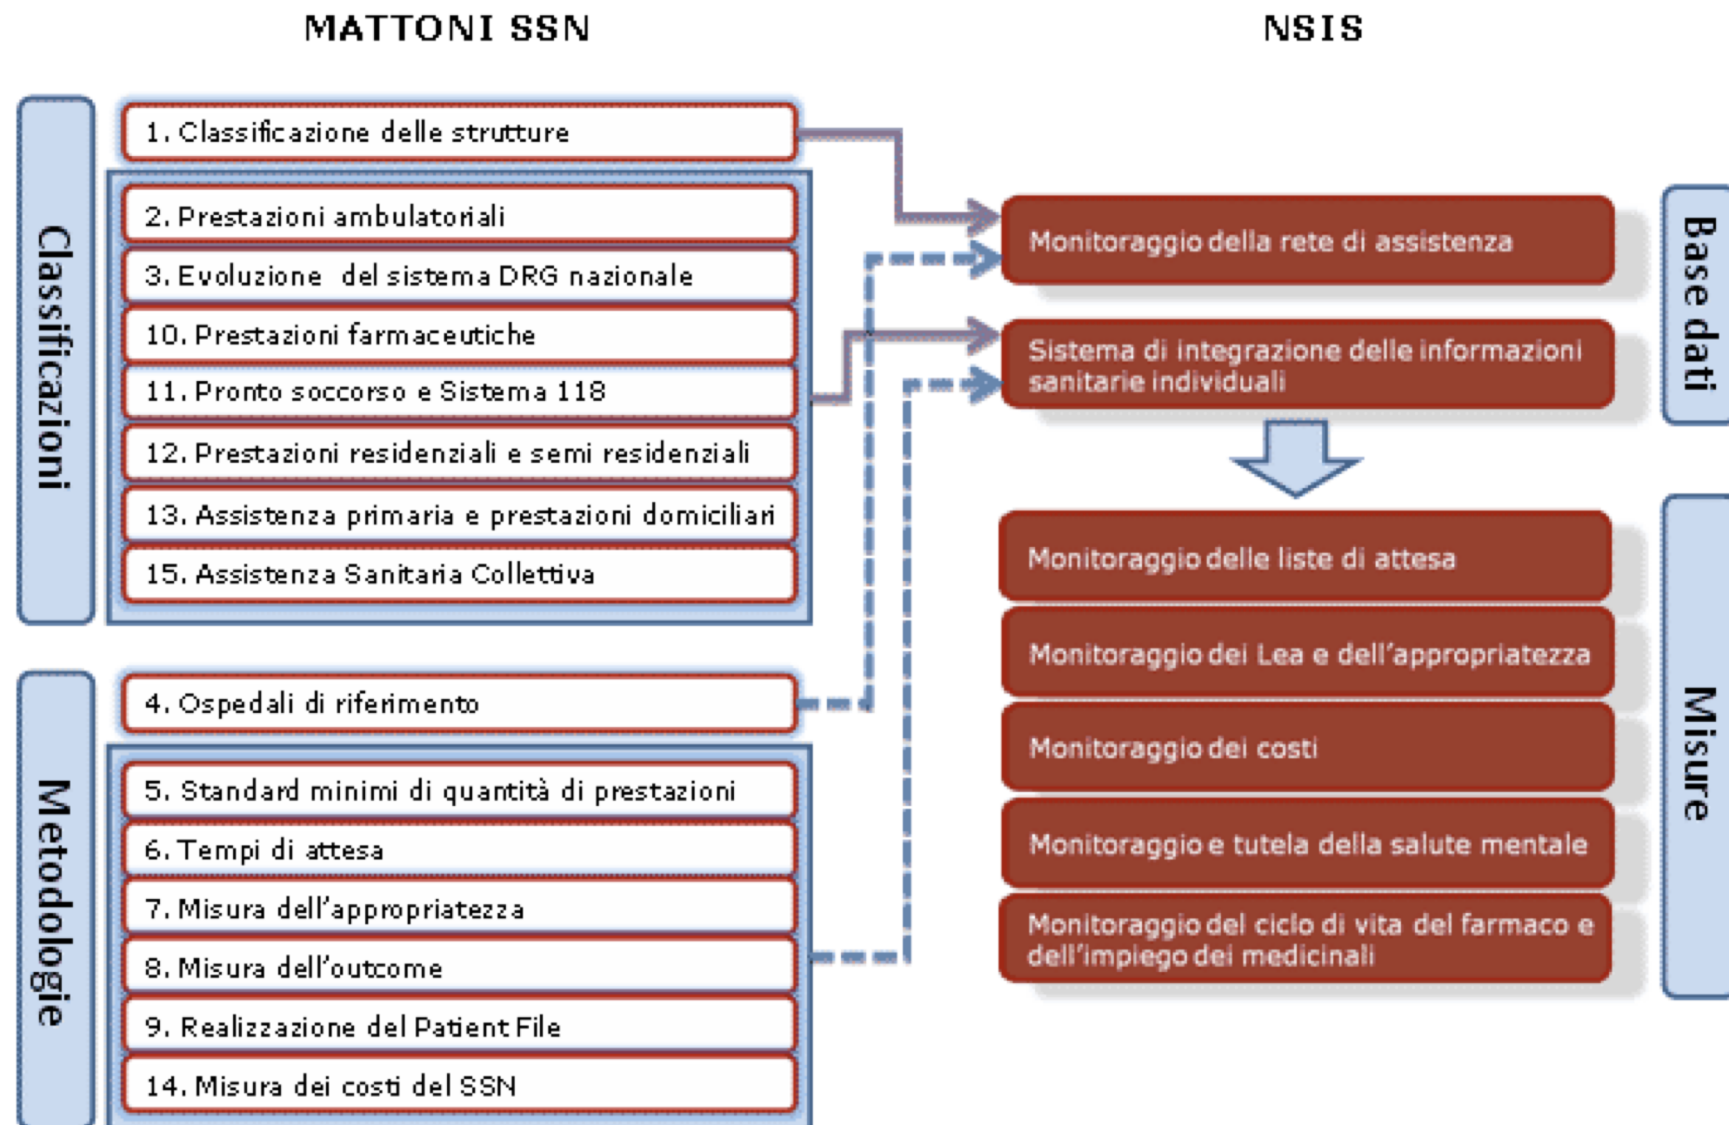 MATTONI SSN
Classificazioni
1. Classificazione delle strutture
2. Prestazioni ambulatoriali
3. Evoluzione del sistema DRG nazionale
10. Prestazioni farmaceutiche
11. Pronto soccorso e Sistema 118
12. Prestazioni residenziali e semi residenziali
13. Assistenza primaria e prestazioni domiciliari
15. Assistenza Sanitaria Collettiva
Metodologie
4. Ospedali di riferimento
5. Standard minimi di quantità di prestazioni
6. Tempi di attesa
7. Misura dell'appropriatezza
8. Misura dell'outcome
9. Realizzazione del Patient File
14. Misura dei costi del SSN
NSIS
Base dati
Monitoraggio della rete di assistenza
Sistema di integrazione delle informazioni
sanitarie individuali
Misure
Monitoraggio delle liste di attesa
Monitoraggio dei Lea e dell'appropriatezza
Monitoraggio dei costi
Monitoraggio e tutela della salute mentale
Monitoraggio del ciclo di vita del farmaco e
dell'impiego dei medicinali